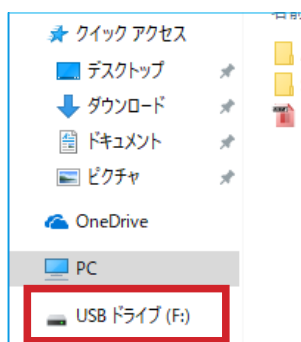 クイック アクセス
デスクトップ
ダウンロード
ドキュメント
ピクチャ
OneDrive
PC
USB ドライブ (F:)